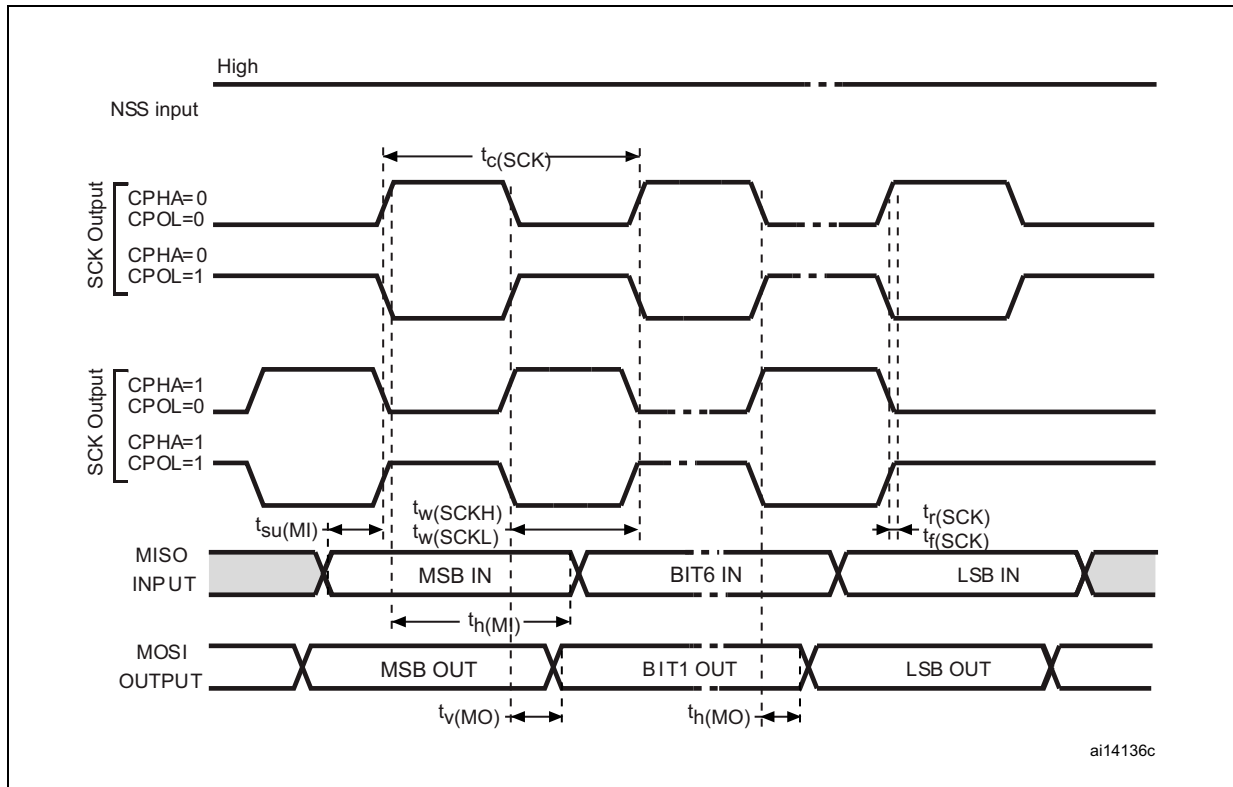 High
NSS input
tc(SCK)
SCK Output
CPHA=0
CPOL=0
CPHA=0
CPOL=1
SCK Output
CPHA=1
CPOL=0
CPHA=1
CPOL=1
tsu(MI)
tw(SCKH)
tw(SCKL)
tr(SCK)
tf(SCK)
MISO
INPUT
MSB IN
BIT6 IN
LSB IN
th(MI)
MOSI
OUTPUT
MSB OUT
BIT1 OUT
LSB OUT
tv(MO)
th(MO)
ai14136c